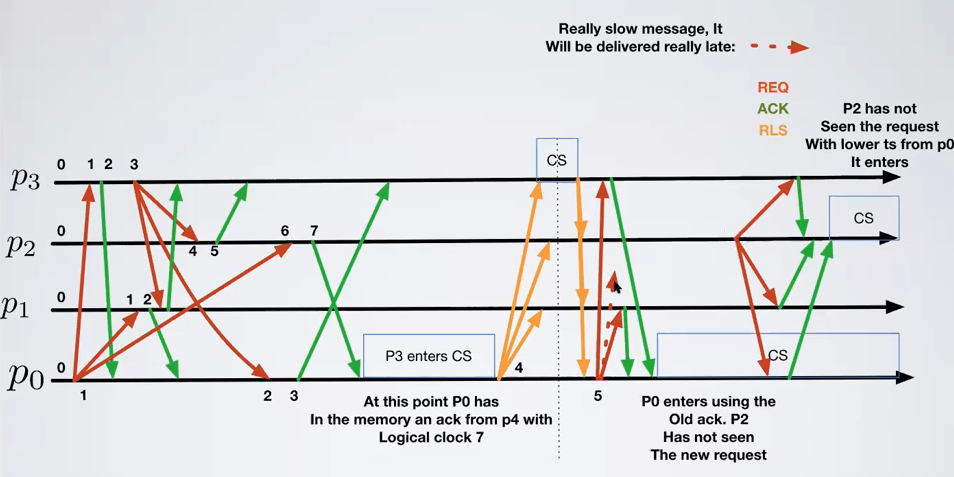 Really slow message, It
Will be delivered really late:
REQ
ACK
RLS
P2 has not
Seen the request
With lower ts from p0
It enters
CS
p3
0
1
2
3
p2
0
4
5
6
7
CS
p1
0
1
2
P3 enters CS
CS
p0
0
1
2
3
4
5
At this point P0 has
In the memory an ack from p4 with
Logical clock 7
P0 enters using the
Old ack. P2
Has not seen
The new request